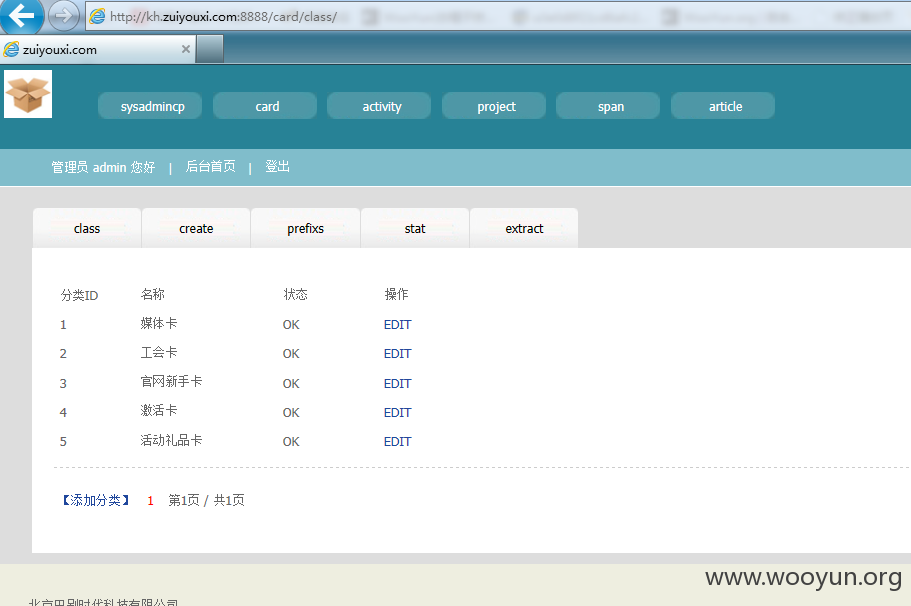 http://kh.zuiyouxi.com:8888/card/class/
zuiyouxi.com
sysadmincp card activity project span article
管理员 admin 您好 | 后台首页 | 登出
class create prefixs stat extract
分类ID 名称 状态 操作
1 媒体卡 OK EDIT
2 工会卡 OK EDIT
3 官网新手卡 OK EDIT
4 激活卡 OK EDIT
5 活动礼品卡 OK EDIT
【添加分类】 1 第1页 / 共1页
www.wooyun.org